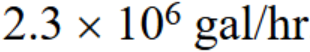 2.3 × 10⁶ gal/hr